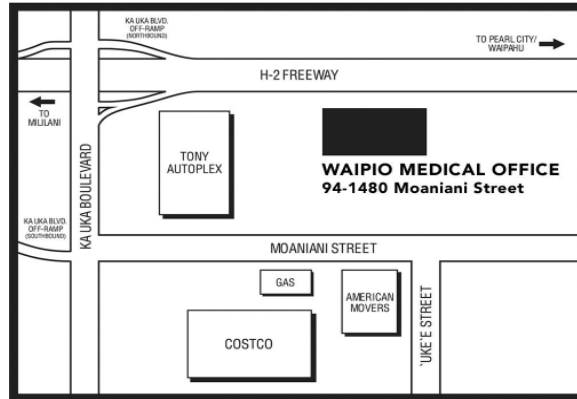 KA UKA BLVD.
OFF-RAMP
(NORTHBOUND)
TO PEARL CITY/
WAIPAHU
H-2 FREEWAY
TO
MILILANI
TONY
AUTOPLEX
WAIPIO MEDICAL OFFICE
94-1480 Moaniani Street
KA UKA BOULEVARD
KA UKA BLVD.
OFF-RAMP
(SOUTHBOUND)
MOANIANI STREET
GAS
AMERICAN
MOVERS
COSTCO
'UKE'E STREET